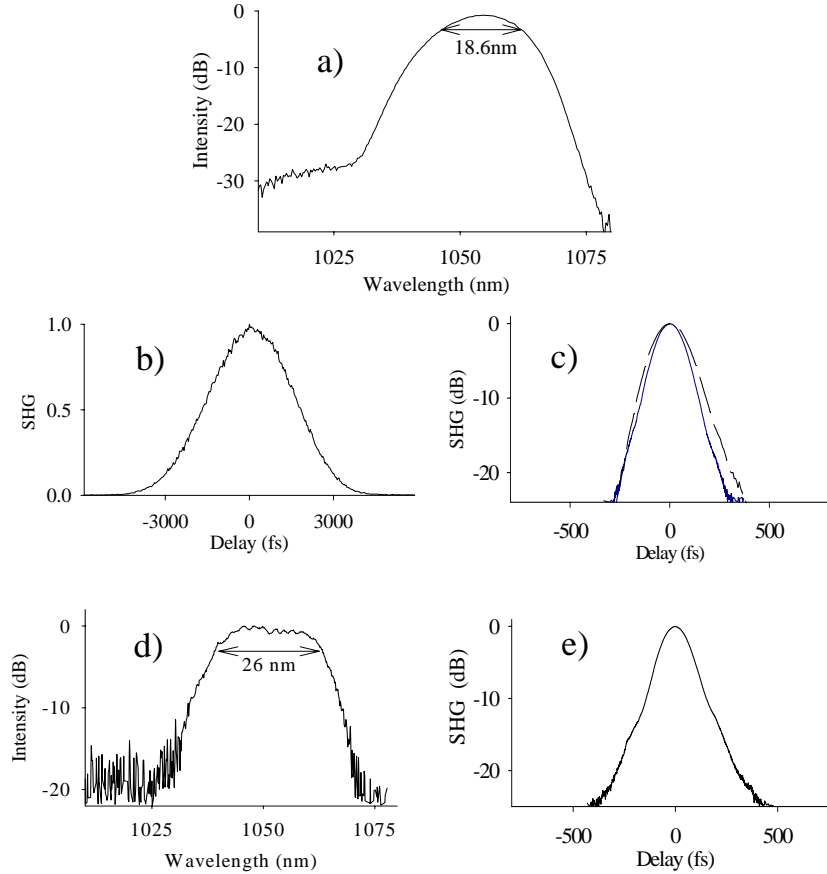 a)
Intensity (dB)
0
-10
-20
-30
18.6nm
1025 1050 1075
Wavelength (nm)
b)
SHG
1.0
0.5
0.0
-3000 0 3000
Delay (fs)
c)
SHG (dB)
0
-10
-20
-500 0 500
Delay (fs)
d)
Intensity (dB)
0
-10
-20
26 nm
1025 1050 1075
Wavelength (nm)
e)
SHG (dB)
0
-10
-20
-500 0 500
Delay (fs)